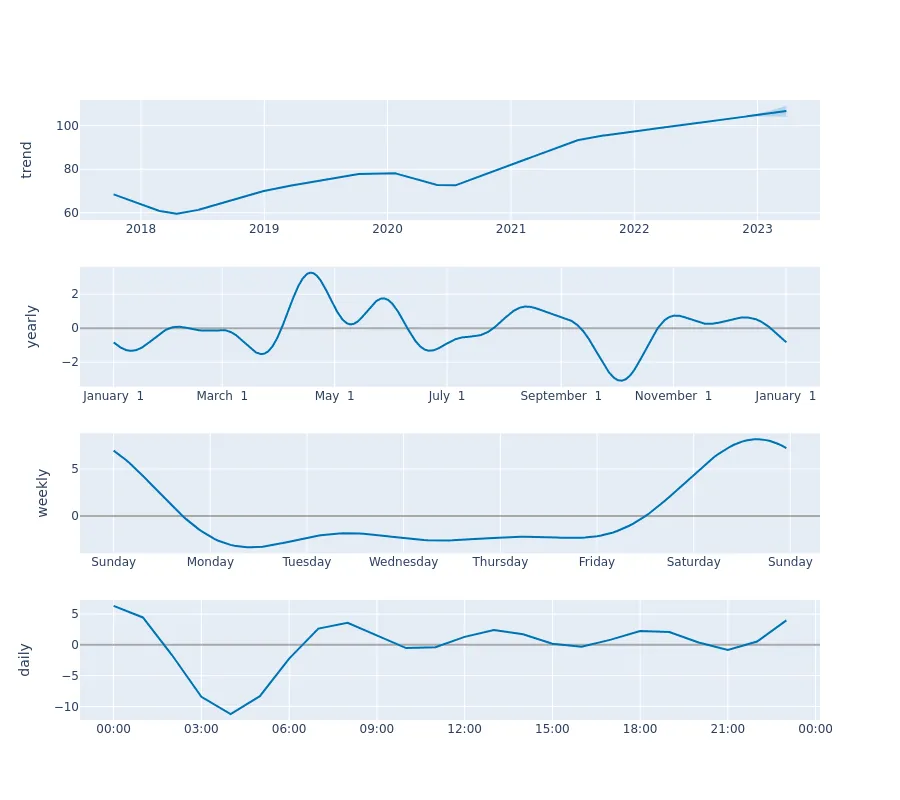 trend
100
80
60
2018 2019 2020 2021 2022 2023
yearly
2
0
−2
January 1 March 1 May 1 July 1 September 1 November 1 January 1
weekly
5
0
Sunday Monday Tuesday Wednesday Thursday Friday Saturday Sunday
daily
5
0
−5
−10
00:00 03:00 06:00 09:00 12:00 15:00 18:00 21:00 00:00